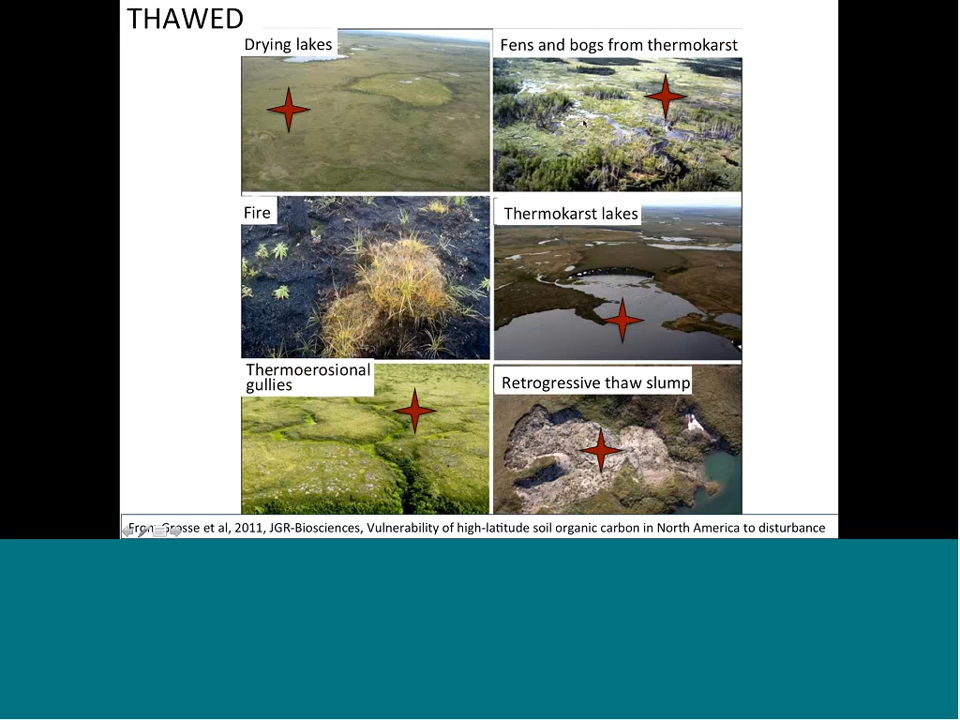 THAWED
Drying lakes
Fens and bogs from thermokarst
Fire
Thermokarst lakes
Thermoerosional
gullies
Retrogressive thaw slump
From Grosse et al, 2011, JGR-Biosciences, Vulnerability of high-latitude soil organic carbon in North America to disturbance